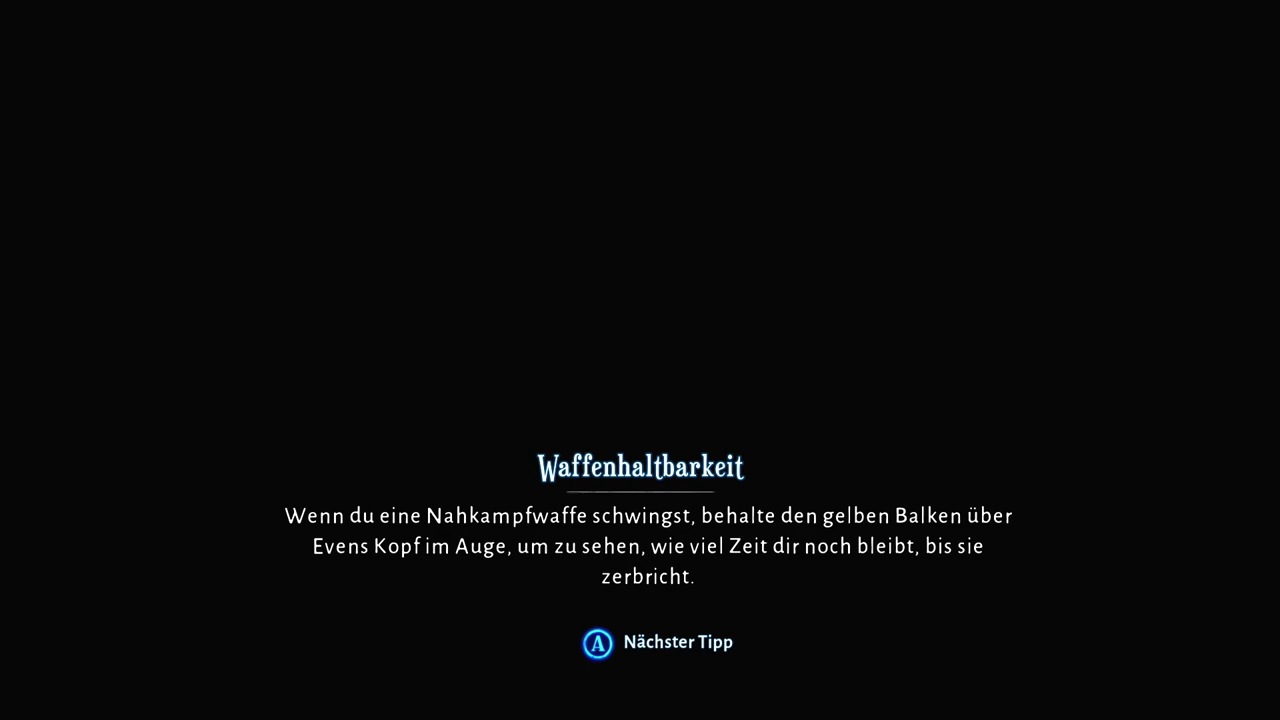 Waffenhaltbarkeit
Wenn du eine Nahkampfwaffe schwingst, behalte den gelben Balken über
Evens Kopf im Auge, um zu sehen, wie viel Zeit dir noch bleibt, bis sie
zerbricht.
A Nächster Tipp